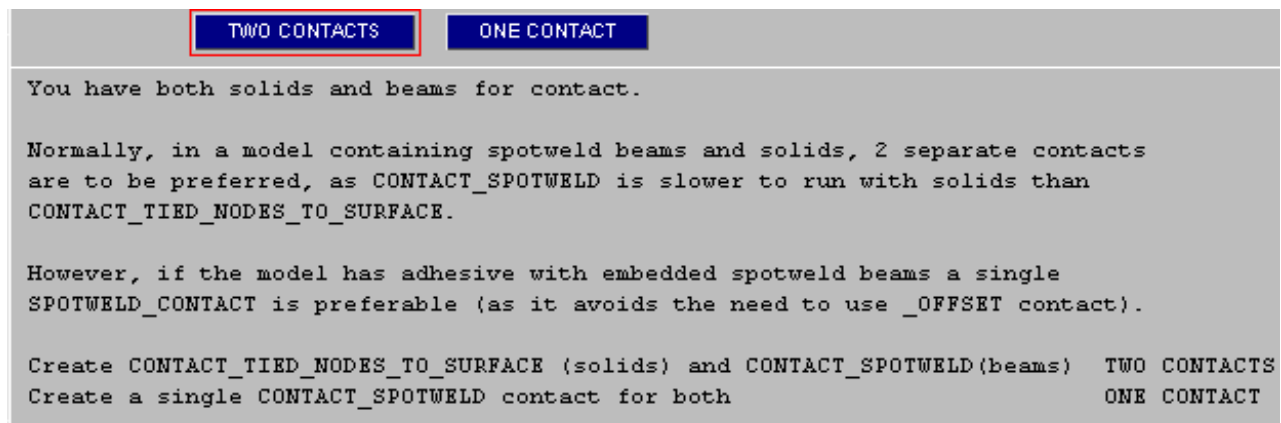 TWO CONTACTS ONE CONTACT
You have both solids and beams for contact.
Normally, in a model containing spotweld beams and solids, 2 separate contacts
are to be preferred, as CONTACT_SPOTWELD is slower to run with solids than
CONTACT_TIED_NODES_TO_SURFACE.
However, if the model has adhesive with embedded spotweld beams a single
SPOTWELD_CONTACT is preferable (as it avoids the need to use _OFFSET contact).
Create CONTACT_TIED_NODES_TO_SURFACE (solids) and CONTACT_SPOTWELD(beams) TWO CONTACTS
Create a single CONTACT_SPOTWELD contact for both ONE CONTACT